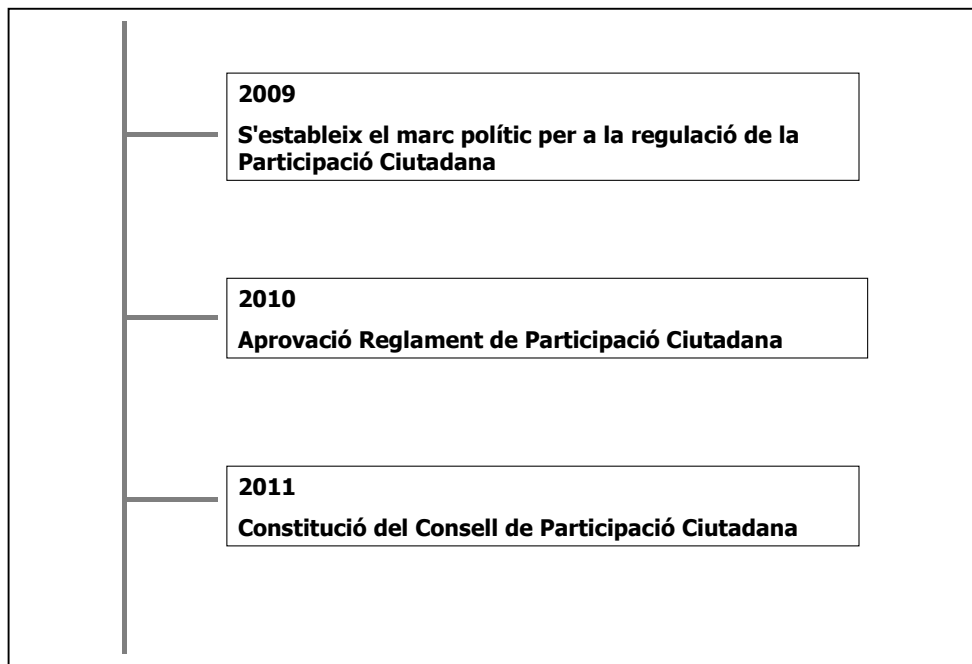 2009
S'estableix el marc polític per a la regulació de la
Participació Ciutadana
2010
Aprovació Reglament de Participació Ciutadana
2011
Constitució del Consell de Participació Ciutadana